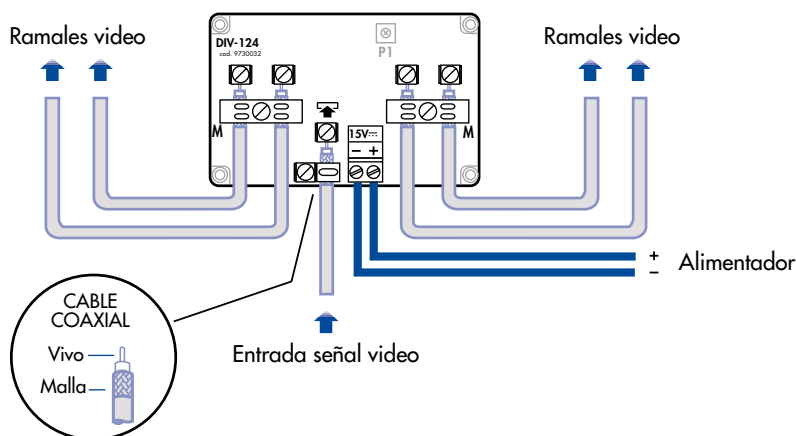 Ramales video
DIV-124
cod. 9730032
P1
Ramales video
M
15V
M
− +
+
−
Alimentador
CABLE
COAXIAL
Vivo
Malla
Entrada señal video